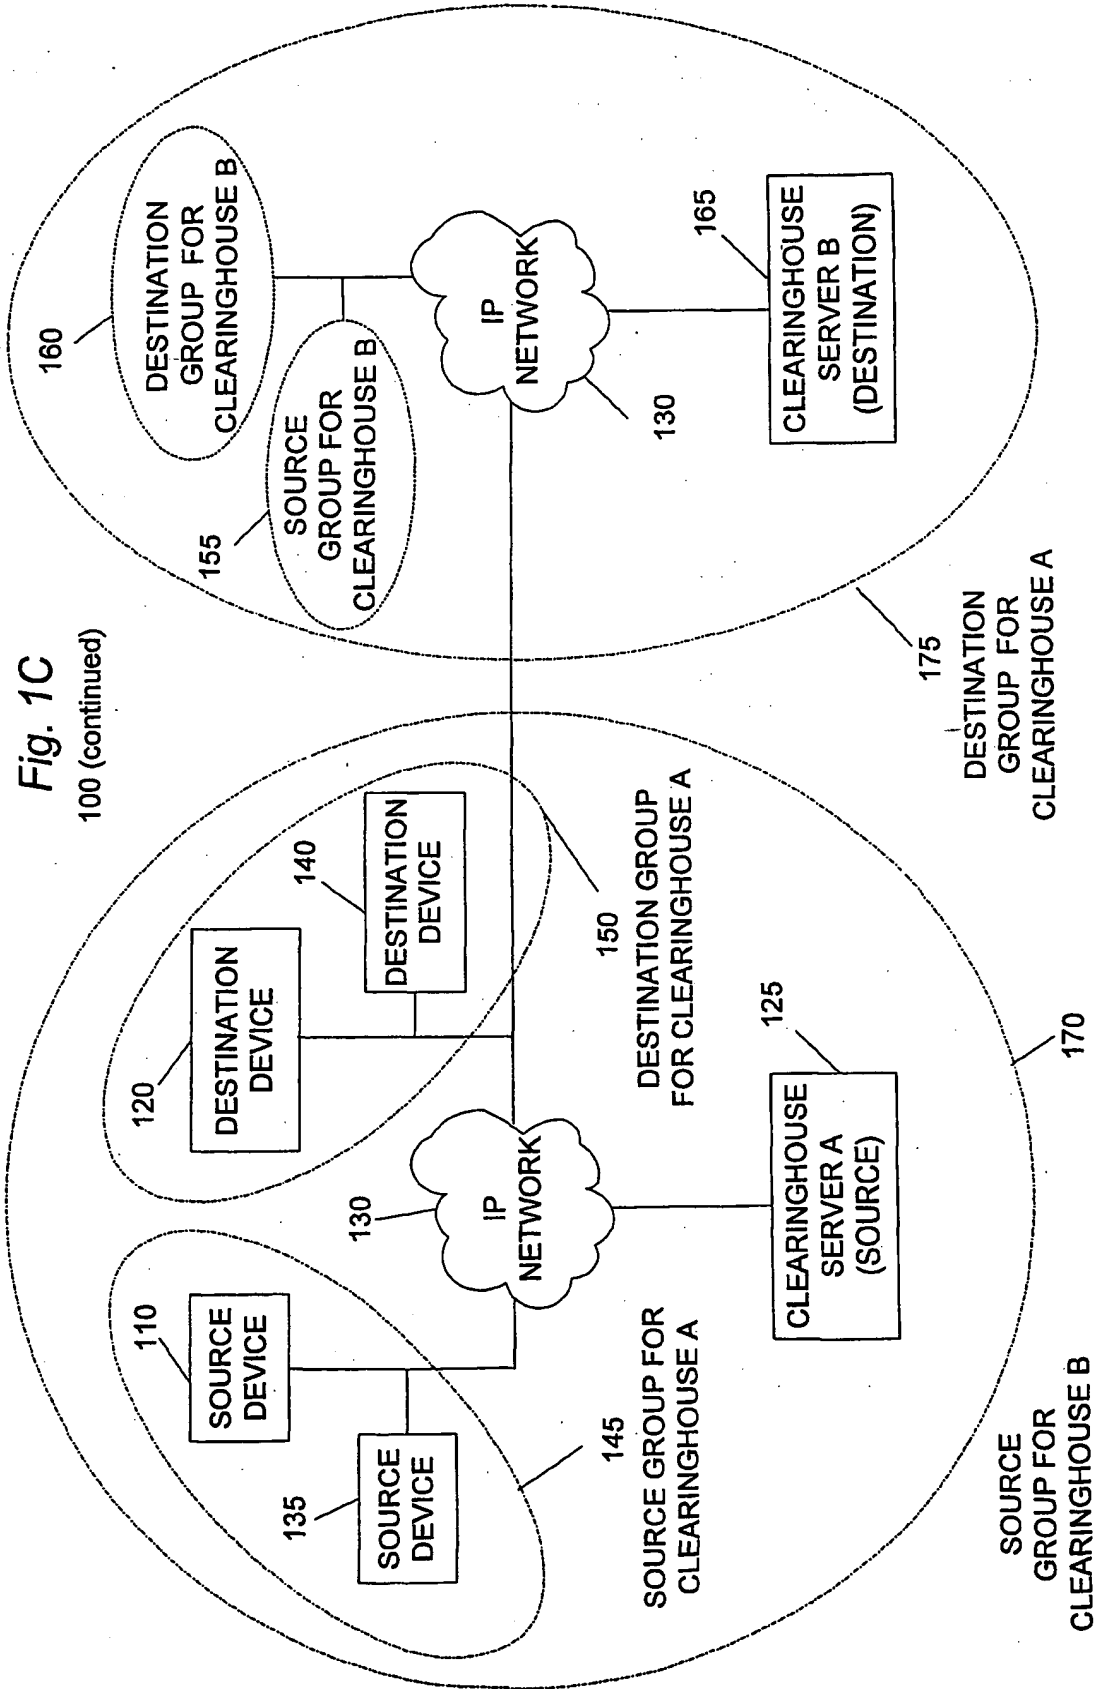 Fig. 1C
100 (continued)
110
SOURCE
DEVICE
135
SOURCE
DEVICE
145
SOURCE GROUP FOR
CLEARINGHOUSE A
120
DESTINATION
DEVICE
140
DESTINATION
DEVICE
150
DESTINATION GROUP
FOR CLEARINGHOUSE A
130
IP
NETWORK
125
CLEARINGHOUSE
SERVER A
(SOURCE)
170
SOURCE
GROUP FOR
CLEARINGHOUSE B
160
DESTINATION
GROUP FOR
CLEARINGHOUSE B
155
SOURCE
GROUP FOR
CLEARINGHOUSE B
IP
NETWORK
130
165
CLEARINGHOUSE
SERVER B
(DESTINATION)
175
DESTINATION
GROUP FOR
CLEARINGHOUSE A